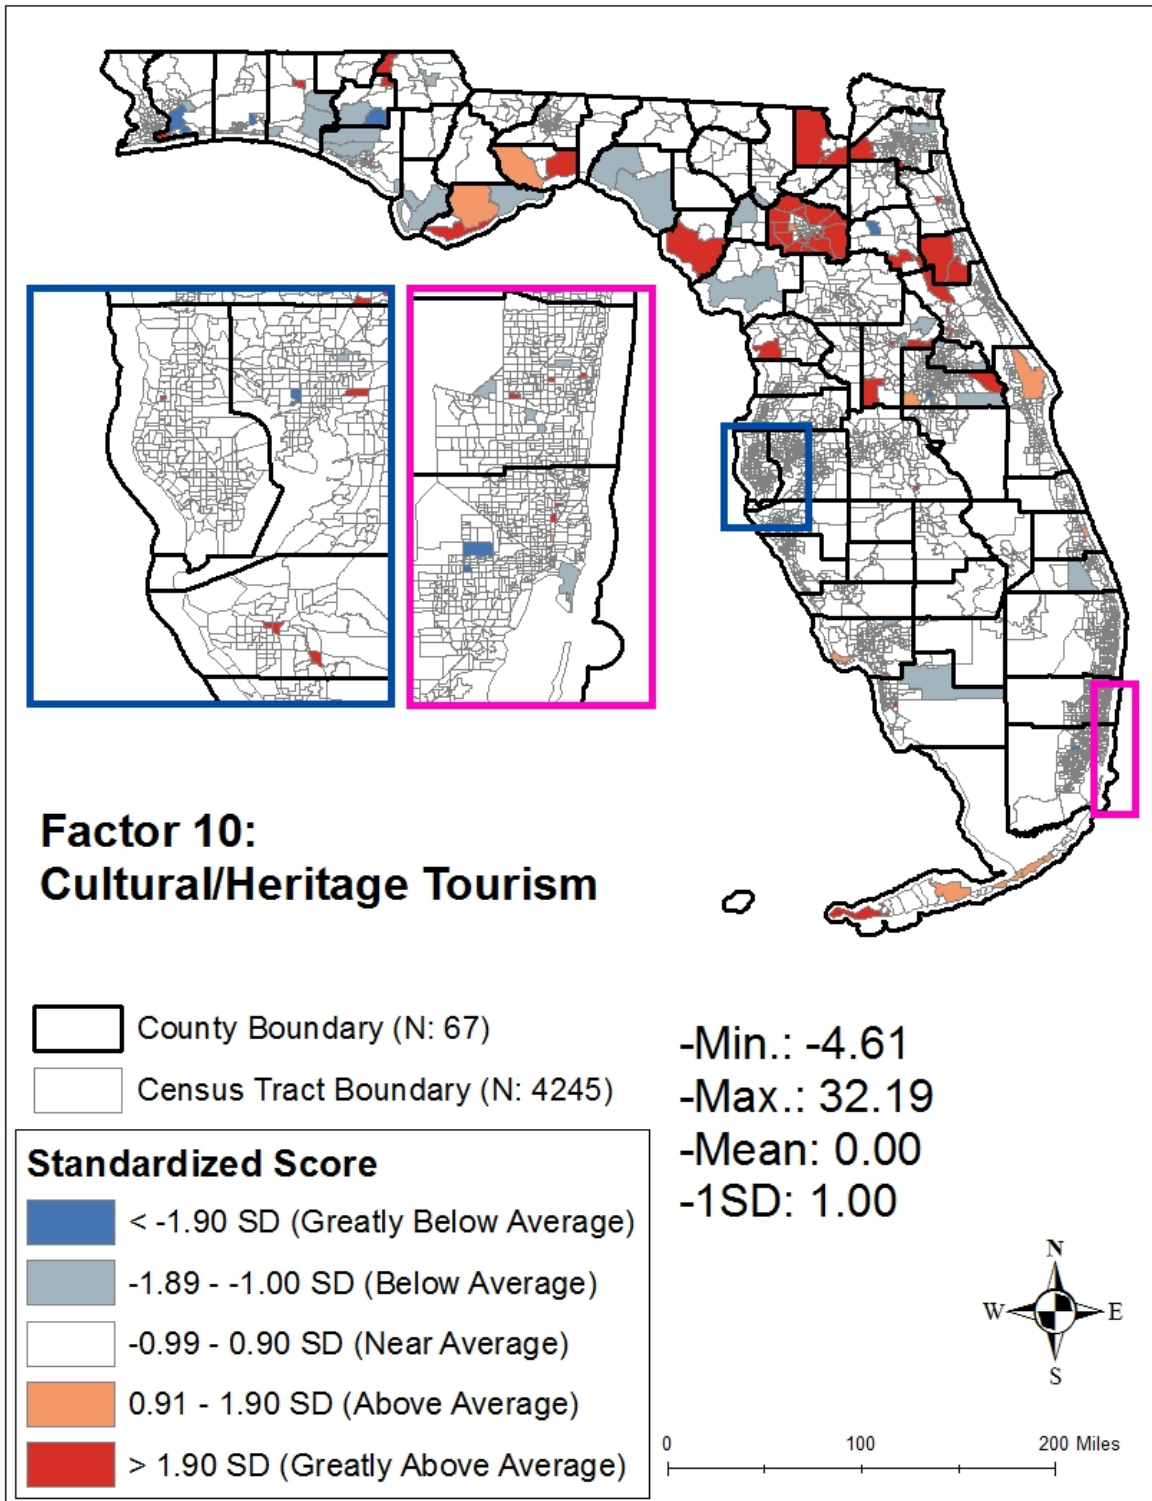 Factor 10:
Cultural/Heritage Tourism
County Boundary (N: 67)
Census Tract Boundary (N: 4245)
-Min.: -4.61
-Max.: 32.19
-Mean: 0.00
-1SD: 1.00
Standardized Score
< -1.90 SD (Greatly Below Average)
-1.89 - -1.00 SD (Below Average)
-0.99 - 0.90 SD (Near Average)
0.91 - 1.90 SD (Above Average)
> 1.90 SD (Greatly Above Average)
N
W E
S
0 100 200 Miles